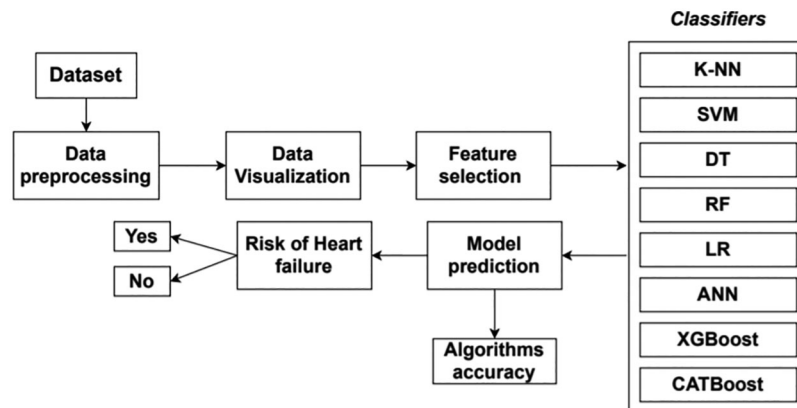 Classifiers
Dataset
K-NN
SVM
Data
preprocessing
Data
Visualization
Feature
selection
DT
RF
Yes
No
Risk of Heart
failure
Model
prediction
LR
ANN
Algorithms
accuracy
XGBoost
CATBoost